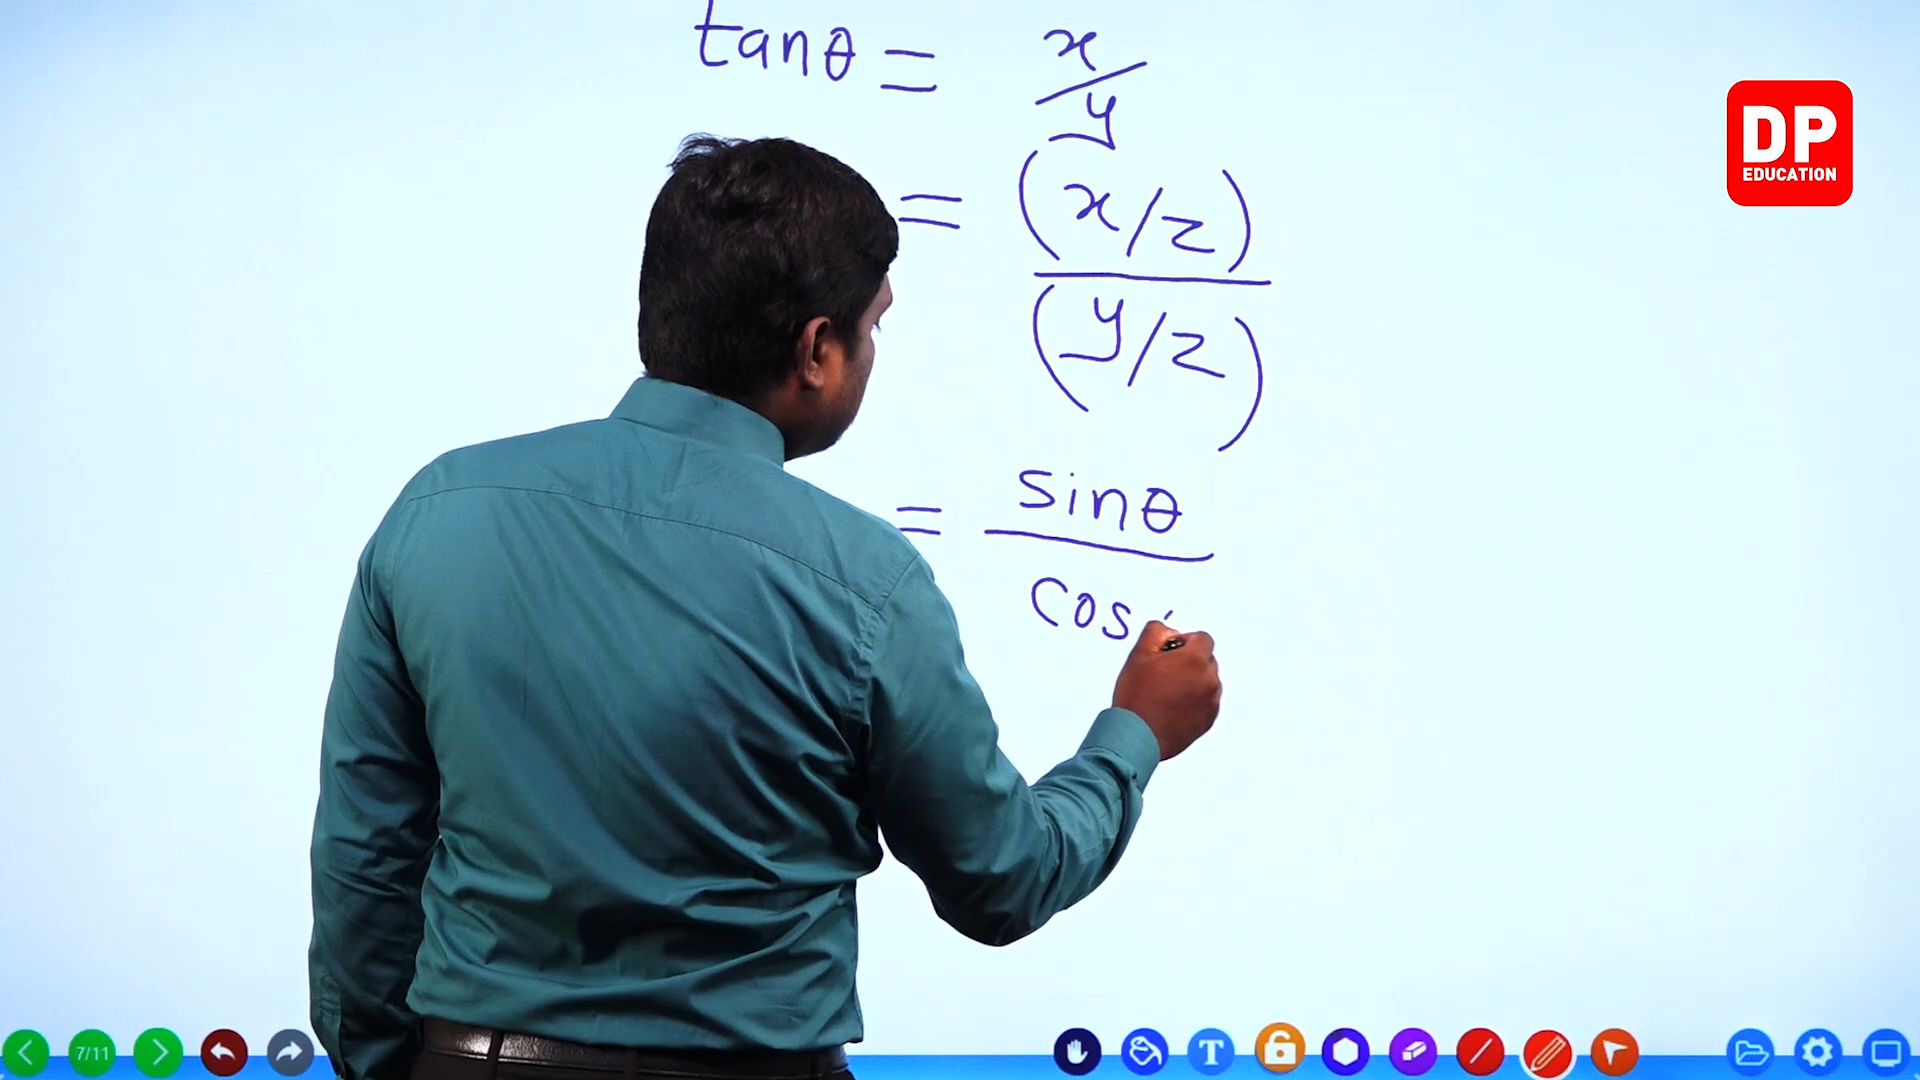 tanθ = x/y
= (x/z)/(y/z)
= sinθ
cos
DP
EDUCATION
7/11
T